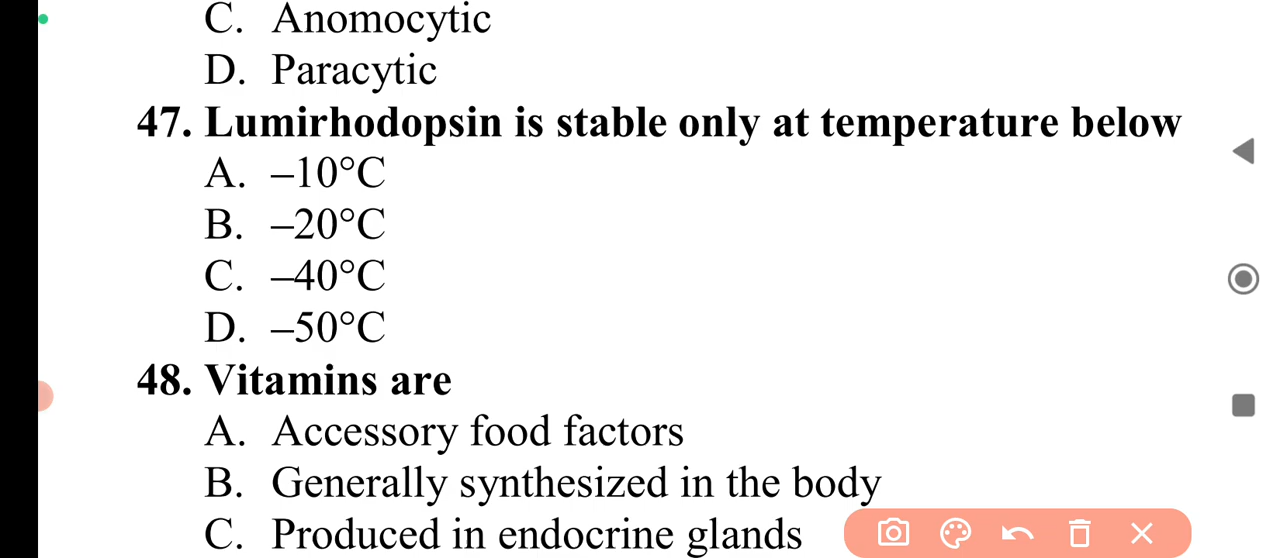 C. Anomocytic
D. Paracytic
47. Lumirhodopsin is stable only at temperature below
A. –10°C
B. –20°C
C. –40°C
D. –50°C
48. Vitamins are
A. Accessory food factors
B. Generally synthesized in the body
C. Produced in endocrine glands